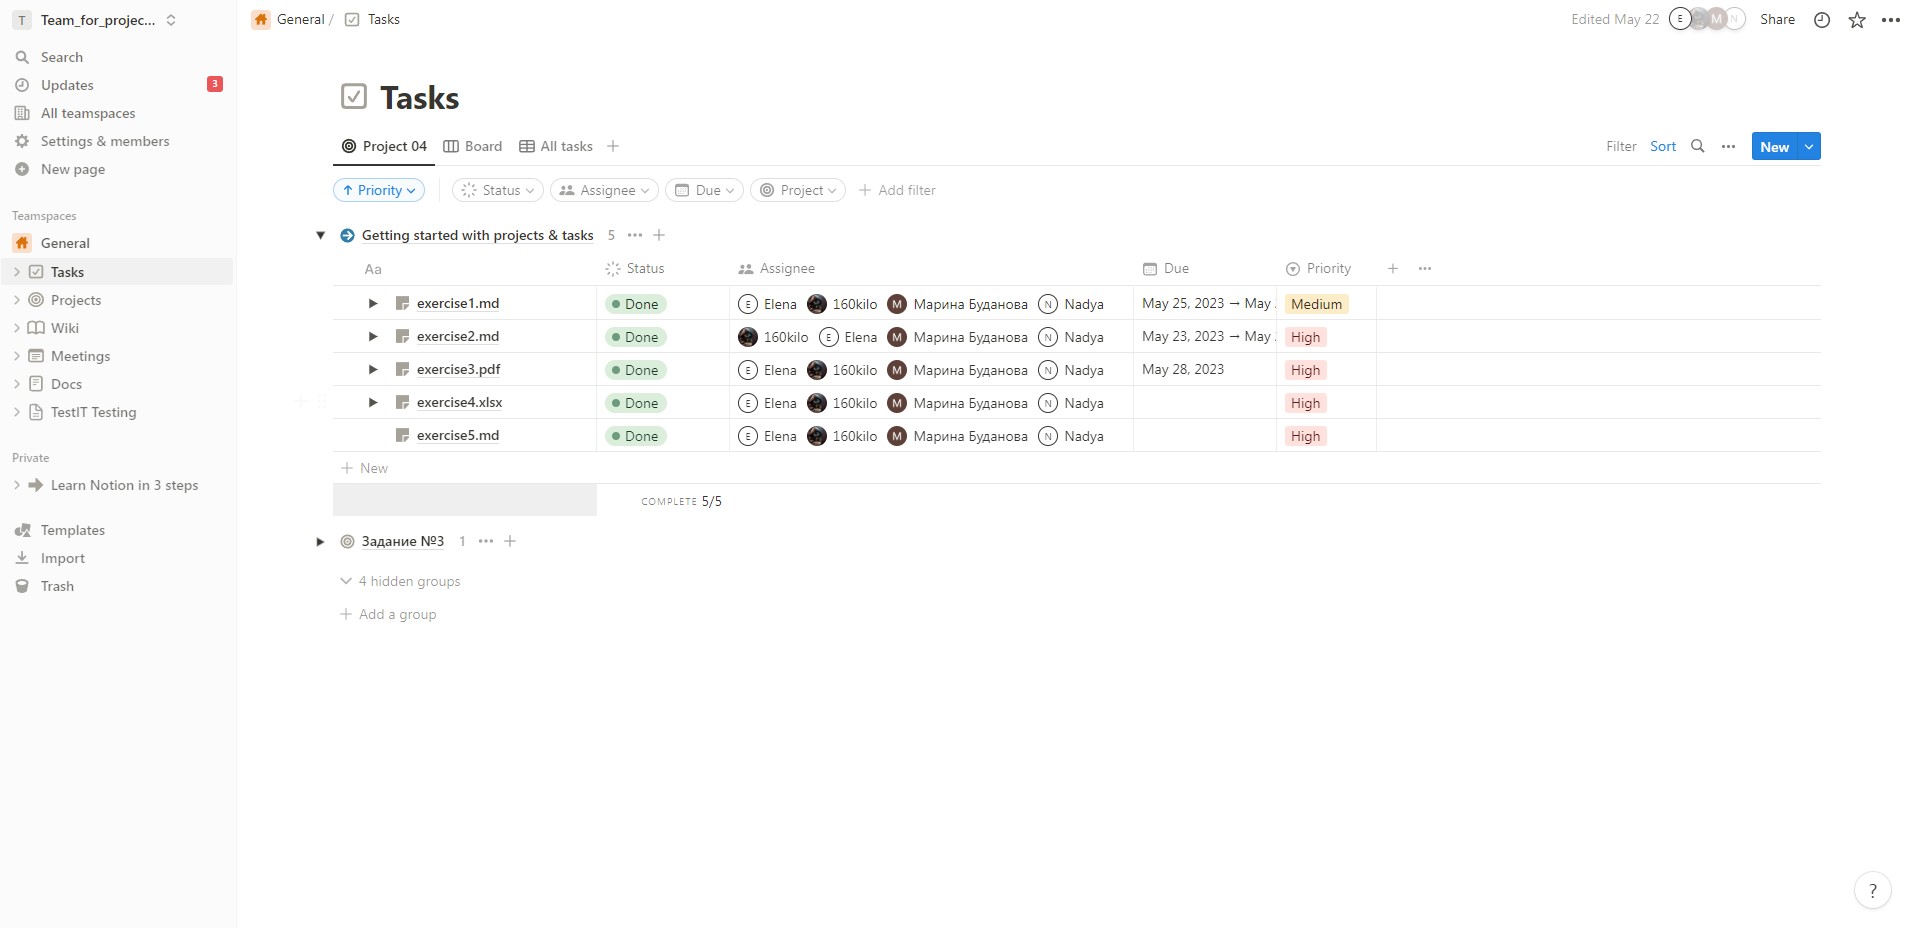 T Team_for_projec...
Search
Updates 3
All teamspaces
Settings & members
New page
Teamspaces
General
Tasks
Projects
Wiki
Meetings
Docs
TestIT Testing
Private
Learn Notion in 3 steps
Templates
Import
Trash
General / Tasks
Edited May 22 E M N Share
Tasks
Project 04 Board All tasks
Filter Sort New
Priority Status Assignee Due Project Add filter
Getting started with projects & tasks 5
Aa Status Assignee Due Priority
exercise1.md Done E Elena 160kilo M Марина Буданова N Nadya May 25, 2023 → May Medium
exercise2.md Done 160kilo E Elena M Марина Буданова N Nadya May 23, 2023 → May High
exercise3.pdf Done E Elena 160kilo M Марина Буданова N Nadya May 28, 2023 High
exercise4.xlsx Done E Elena 160kilo M Марина Буданова N Nadya High
exercise5.md Done E Elena 160kilo M Марина Буданова N Nadya High
New
COMPLETE 5/5
Задание №3 1
4 hidden groups
Add a group
?